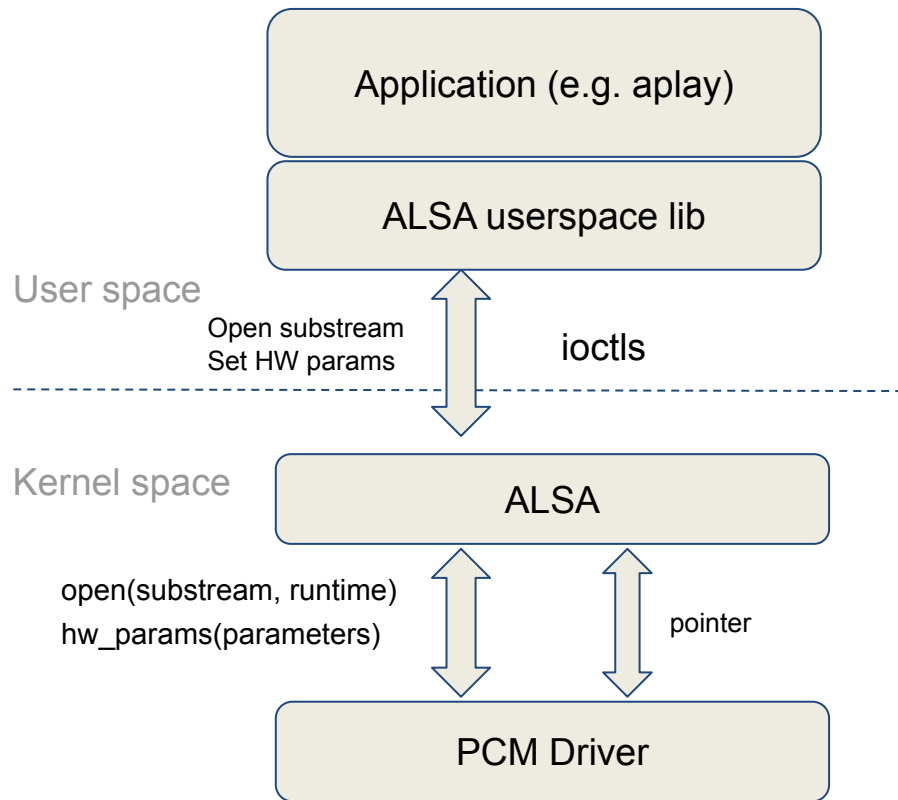 Application (e.g. aplay)
ALSA userspace lib
User space
Open substream
Set HW params
ioctls
Kernel space
ALSA
open(substream, runtime)
hw_params(parameters)
pointer
PCM Driver